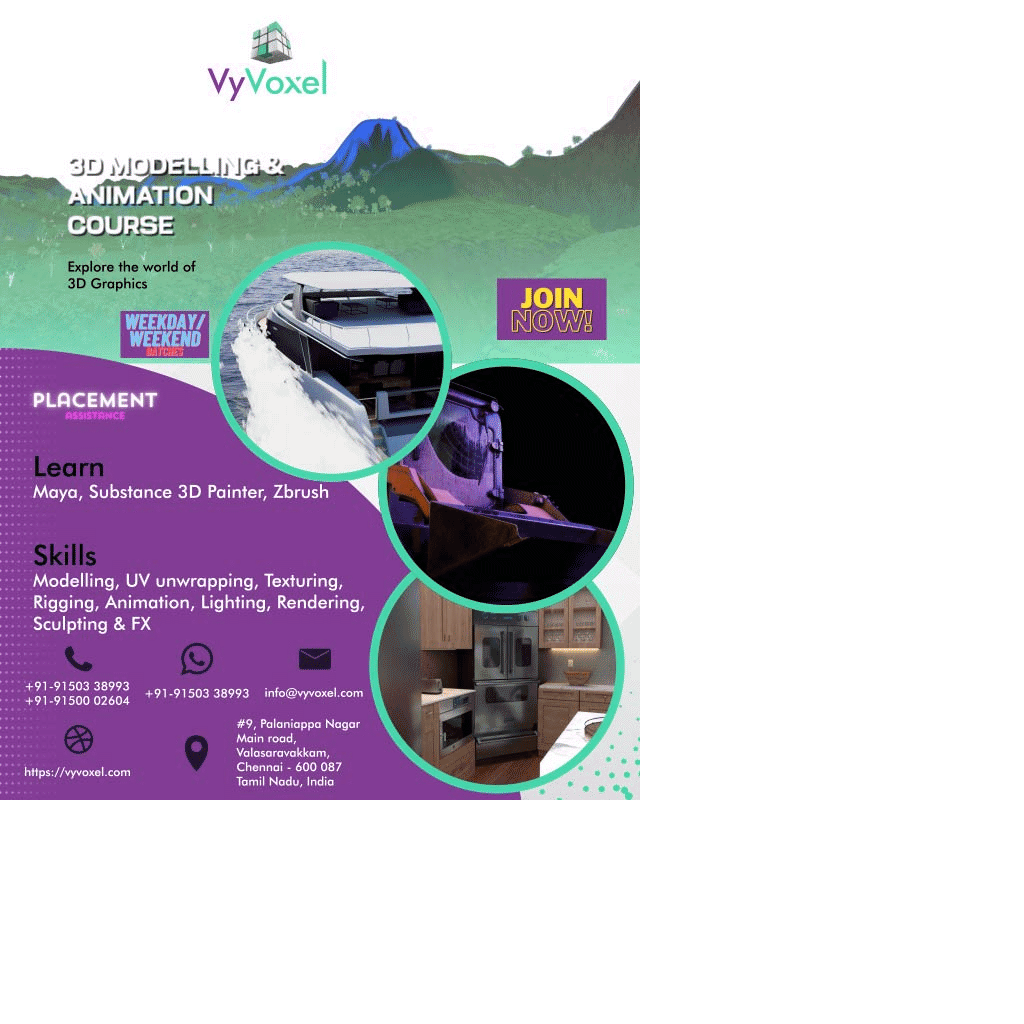 VyVoxel
3D MODELLING &
ANIMATION
COURSE
Explore the world of
3D Graphics
WEEKDAY/
WEEKEND
BATCHES
JOIN
NOW!
PLACEMENT
ASSISTANCE
Learn
Maya, Substance 3D Painter, Zbrush
Skills
Modelling, UV unwrapping, Texturing,
Rigging, Animation, Lighting, Rendering,
Sculpting & FX
+91-91503 38993
+91-91500 02604
+91-91503 38993
info@vyvoxel.com
https://vyvoxel.com
#9, Palaniappa Nagar
Main road,
Valasaravakkam,
Chennai - 600 087
Tamil Nadu, India